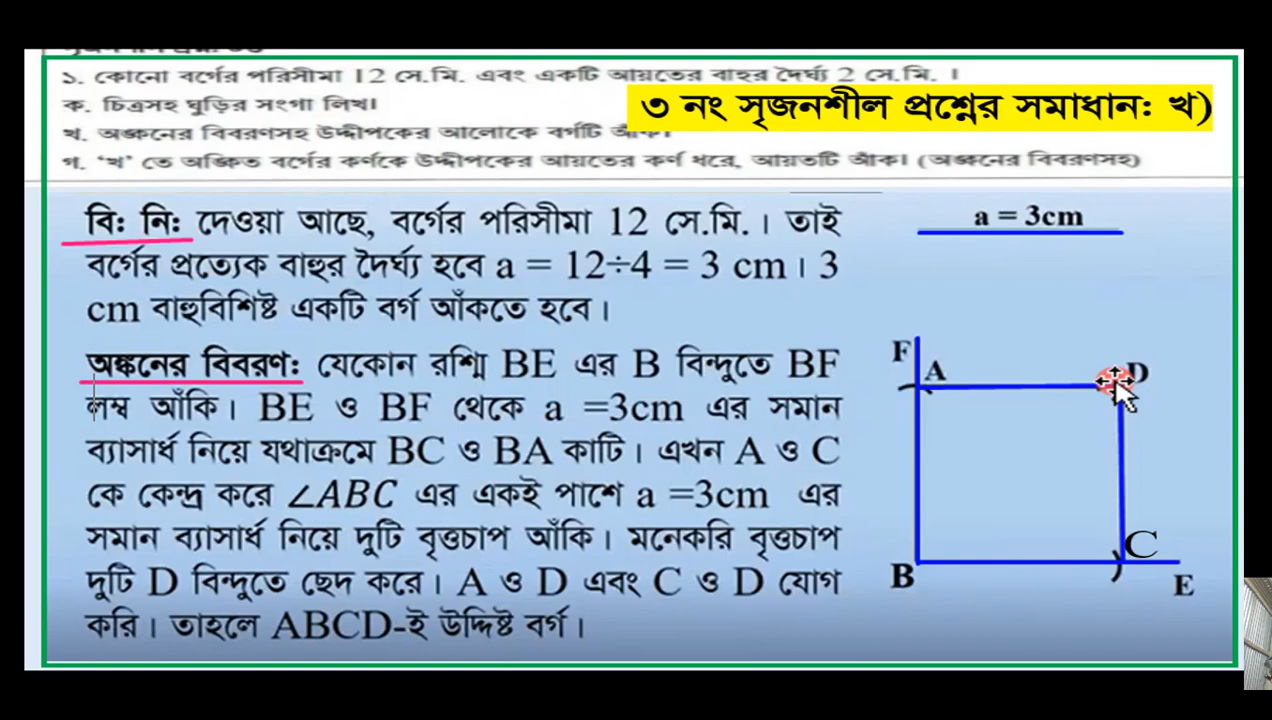 ১. কোনো বর্গের পরিসীমা 12 সে.মি. এবং একটি আয়তের বাহুর দৈর্ঘ্য 2 সে.মি. ।
ক. চিত্রসহ ঘুড়ির সংগা লিখ।
৩ নং সৃজনশীল প্রশ্নের সমাধান: খ)
খ. অঙ্কনের বিবরণসহ উদ্দীপকের আলোকে বর্গটি আঁক।
গ. ‘খ’ তে অঙ্কিত বর্গের কর্ণকে উদ্দীপকের আয়তের কর্ণ ধরে, আয়তটি আঁক। (অঙ্কনের বিবরণসহ)
বি: নি: দেওয়া আছে, বর্গের পরিসীমা 12 সে.মি.। তাই
বর্গের প্রত্যেক বাহুর দৈর্ঘ্য হবে a = 12÷4 = 3 cm। 3
cm বাহুবিশিষ্ট একটি বর্গ আঁকতে হবে।
অঙ্কনের বিবরণ: যেকোন রশ্মি BE এর B বিন্দুতে BF
লম্ব আঁকি। BE ও BF থেকে a =3cm এর সমান
ব্যাসার্ধ নিয়ে যথাক্রমে BC ও BA কাটি। এখন A ও C
কে কেন্দ্র করে ∠ABC এর একই পাশে a =3cm এর
সমান ব্যাসার্ধ নিয়ে দুটি বৃত্তচাপ আঁকি। মনেকরি বৃত্তচাপ
দুটি D বিন্দুতে ছেদ করে। A ও D এবং C ও D যোগ
করি। তাহলে ABCD-ই উদ্দিষ্ট বর্গ।
a = 3cm
F
A
D
C
B
E